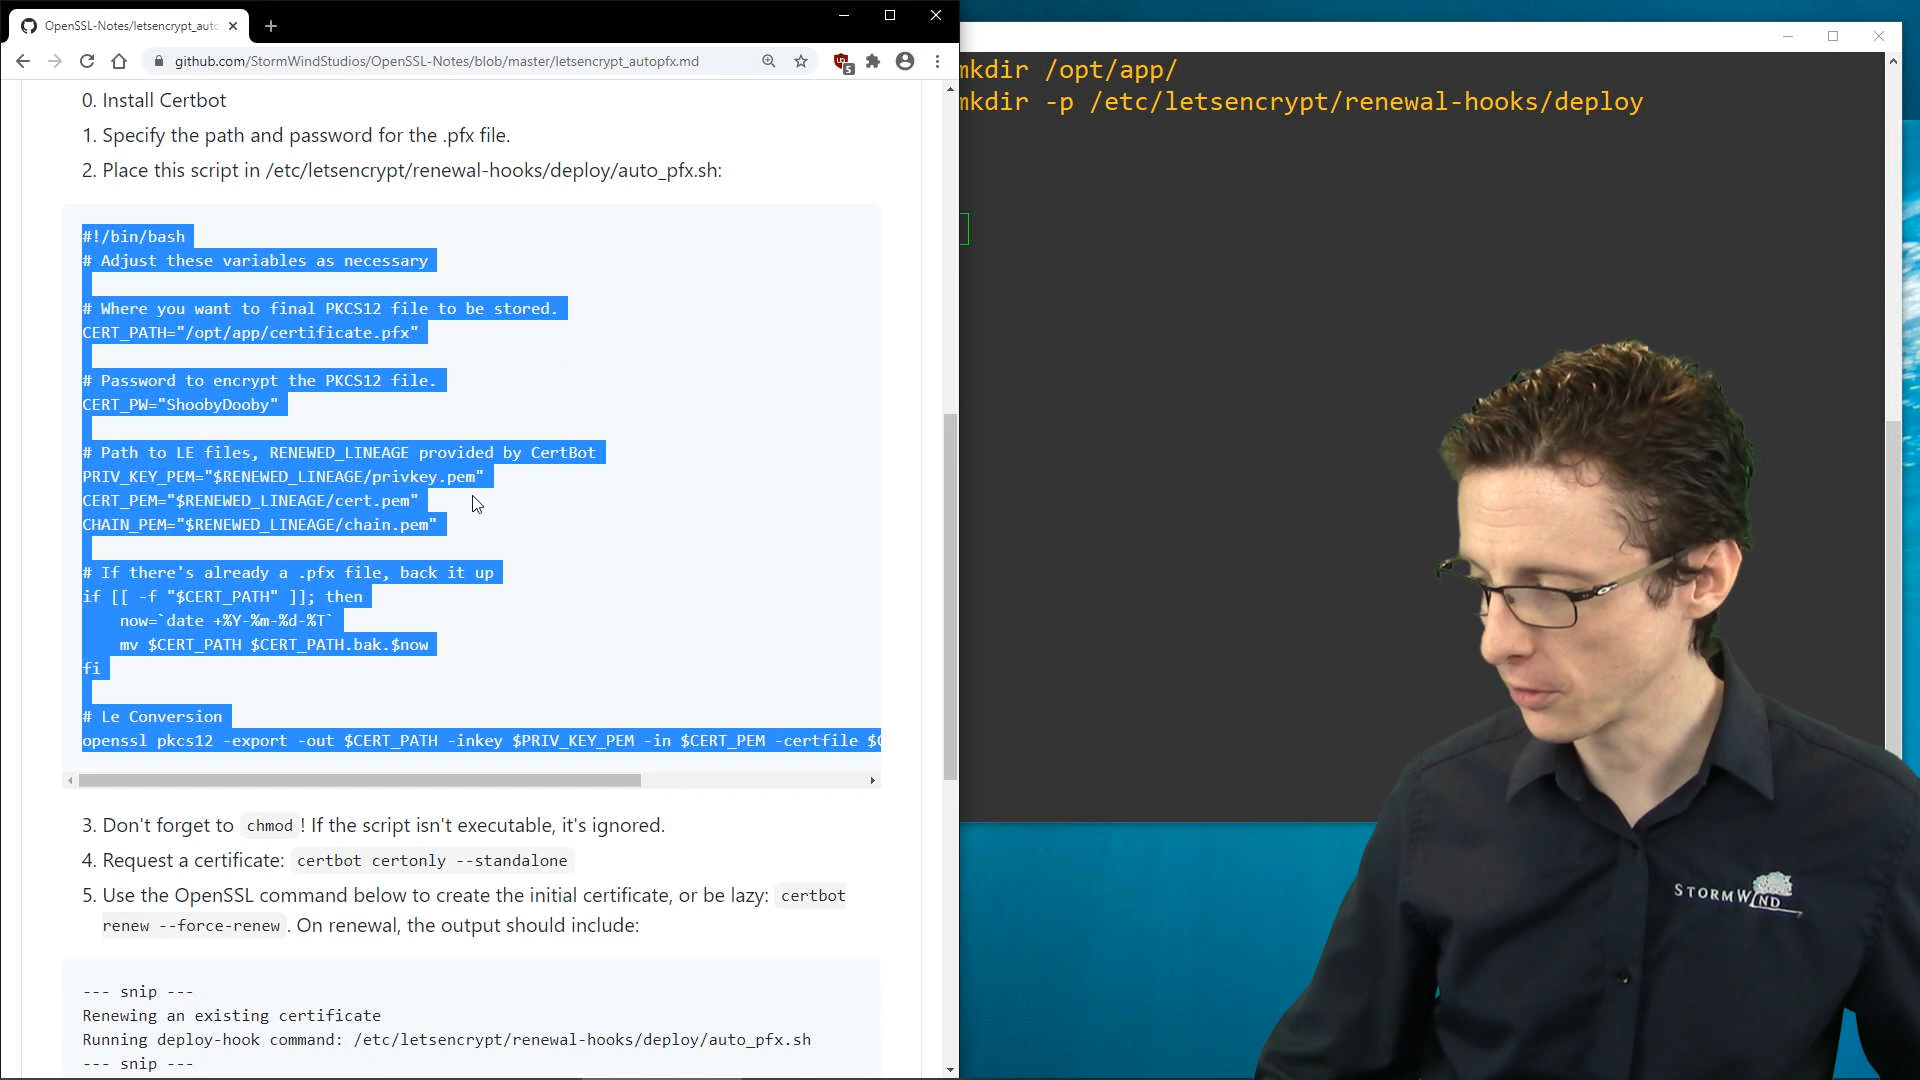 OpenSSL-Notes/letsencrypt_auto
github.com/StormWindStudios/OpenSSL-Notes/blob/master/letsencrypt_autopfx.md
5
0. Install Certbot
1. Specify the path and password for the .pfx file.
2. Place this script in /etc/letsencrypt/renewal-hooks/deploy/auto_pfx.sh:
#!/bin/bash
# Adjust these variables as necessary
# Where you want to final PKCS12 file to be stored.
CERT_PATH="/opt/app/certificate.pfx"
# Password to encrypt the PKCS12 file.
CERT_PW="ShoobyDooby"
# Path to LE files, RENEWED_LINEAGE provided by CertBot
PRIV_KEY_PEM="$RENEWED_LINEAGE/privkey.pem"
CERT_PEM="$RENEWED_LINEAGE/cert.pem"
CHAIN_PEM="$RENEWED_LINEAGE/chain.pem"
# If there's already a .pfx file, back it up
if [[ -f "$CERT_PATH" ]]; then
now=`date +%Y-%m-%d-%T`
mv $CERT_PATH $CERT_PATH.bak.$now
fi
# Le Conversion
openssl pkcs12 -export -out $CERT_PATH -inkey $PRIV_KEY_PEM -in $CERT_PEM -certfile $
3. Don't forget to chmod! If the script isn't executable, it's ignored.
4. Request a certificate: certbot certonly --standalone
5. Use the OpenSSL command below to create the initial certificate, or be lazy: certbot
renew --force-renew. On renewal, the output should include:
--- snip ---
Renewing an existing certificate
Running deploy-hook command: /etc/letsencrypt/renewal-hooks/deploy/auto_pfx.sh
--- snip ---
mkdir /opt/app/
mkdir -p /etc/letsencrypt/renewal-hooks/deploy
STORMWIND